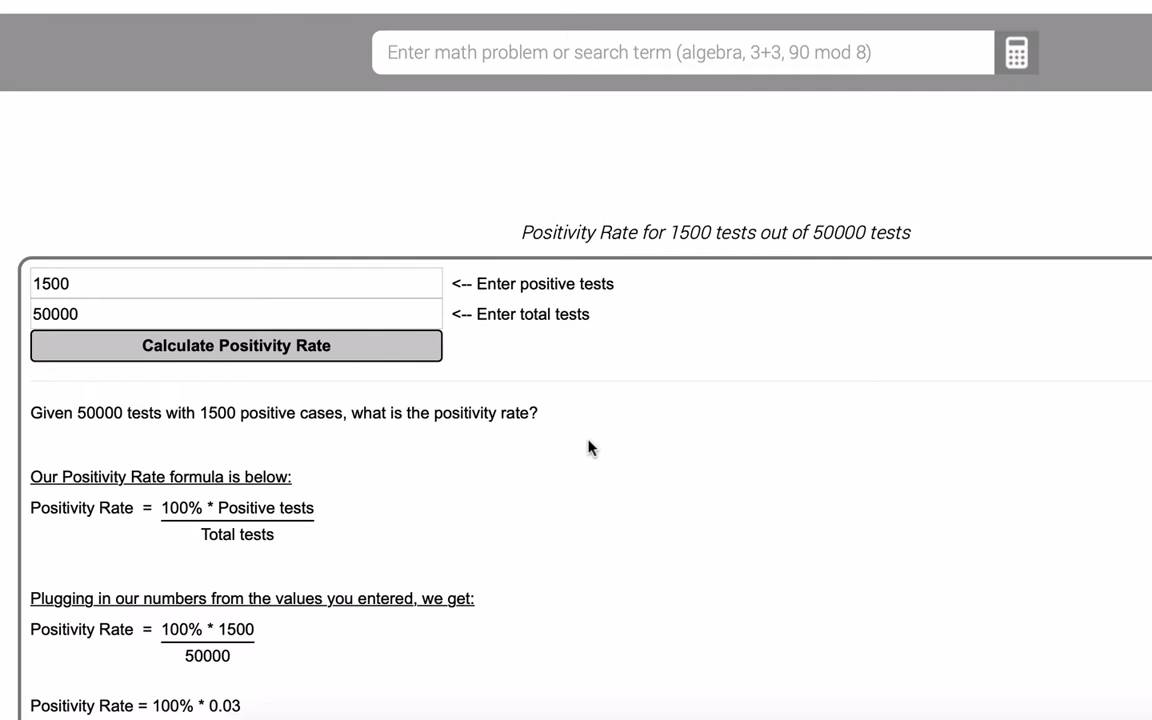 Enter math problem or search term (algebra, 3+3, 90 mod 8)
Positivity Rate for 1500 tests out of 50000 tests
1500 <-- Enter positive tests
50000 <-- Enter total tests
Calculate Positivity Rate
Given 50000 tests with 1500 positive cases, what is the positivity rate?
Our Positivity Rate formula is below:
Positivity Rate = 100% * Positive tests
Total tests
Plugging in our numbers from the values you entered, we get:
Positivity Rate = 100% * 1500
50000
Positivity Rate = 100% * 0.03